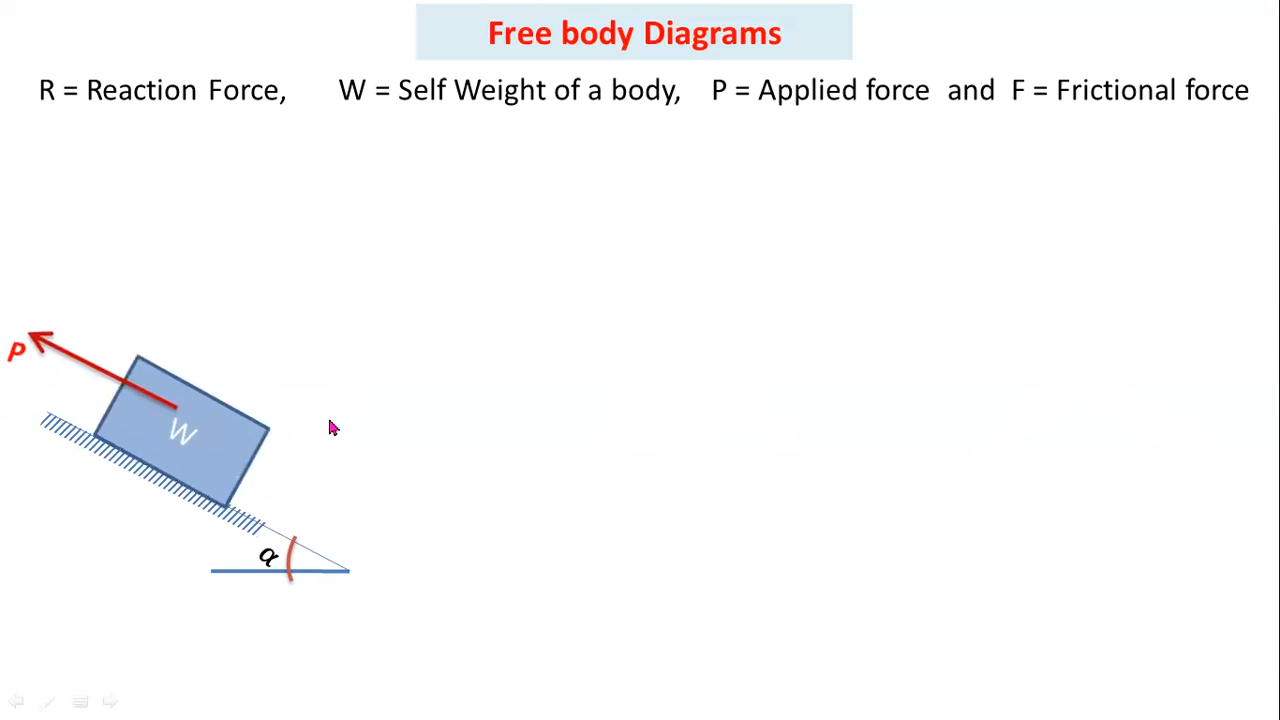 Free body Diagrams
R = Reaction Force, W = Self Weight of a body, P = Applied force and F = Frictional force
P
W
α